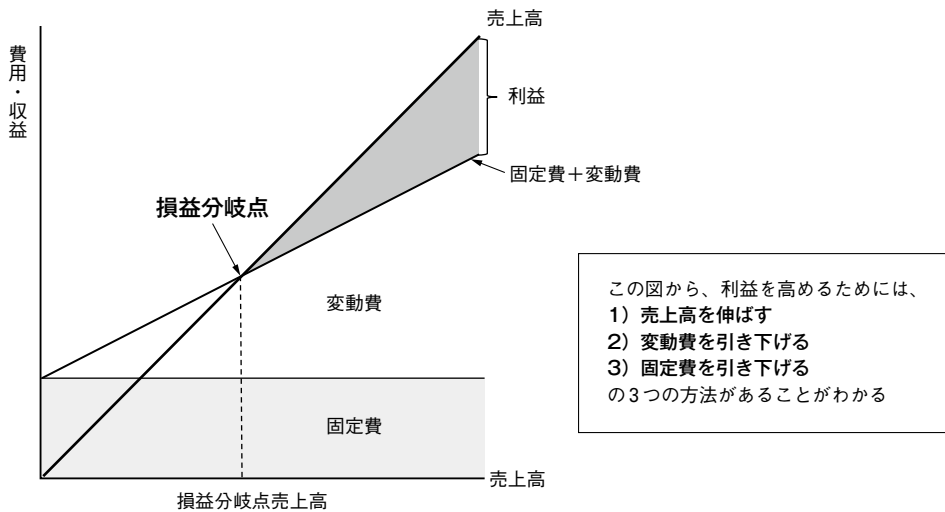 売上高
費用・収益
利益
固定費＋変動費
損益分岐点
変動費
固定費
売上高
損益分岐点売上高
この図から、利益を高めるためには、
1）売上高を伸ばす
2）変動費を引き下げる
3）固定費を引き下げる
の3つの方法があることがわかる